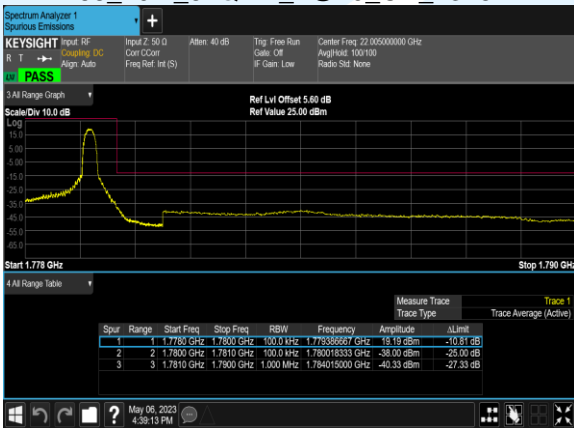 Spectrum Analyzer 1
Spurious Emissions
+
KEYSIGHT Input: RF Input Z: 50 Ω Atten: 40 dB Trig: Free Run Center Freq: 22.005000000 GHz
R T Coupling: DC Corr CCorr Gate: Off Avg|Hold: 100/100
Align: Auto Freq Ref: Int (S) IF Gain: Low Radio Std: None
PASS
3 All Range Graph
Ref Lvl Offset 5.60 dB
Scale/Div 10.0 dB Ref Value 25.00 dBm
Log
15.0
5.00
-5.00
-15.0
-25.0
-35.0
-45.0
-55.0
-65.0
Start 1.778 GHz Stop 1.790 GHz
4 All Range Table
Measure Trace Trace 1
Trace Type Trace Average (Active)
Spur Range Start Freq Stop Freq RBW Frequency Amplitude ΔLimit
1 1 1.7780 GHz 1.7800 GHz 100.0 kHz 1.779386667 GHz 19.19 dBm -10.81 dB
2 2 1.7800 GHz 1.7810 GHz 100.0 kHz 1.780018333 GHz -38.00 dBm -25.00 dB
3 3 1.7810 GHz 1.7900 GHz 1.000 MHz 1.784015000 GHz -40.33 dBm -27.33 dB
? May 06, 2023
4:39:13 PM